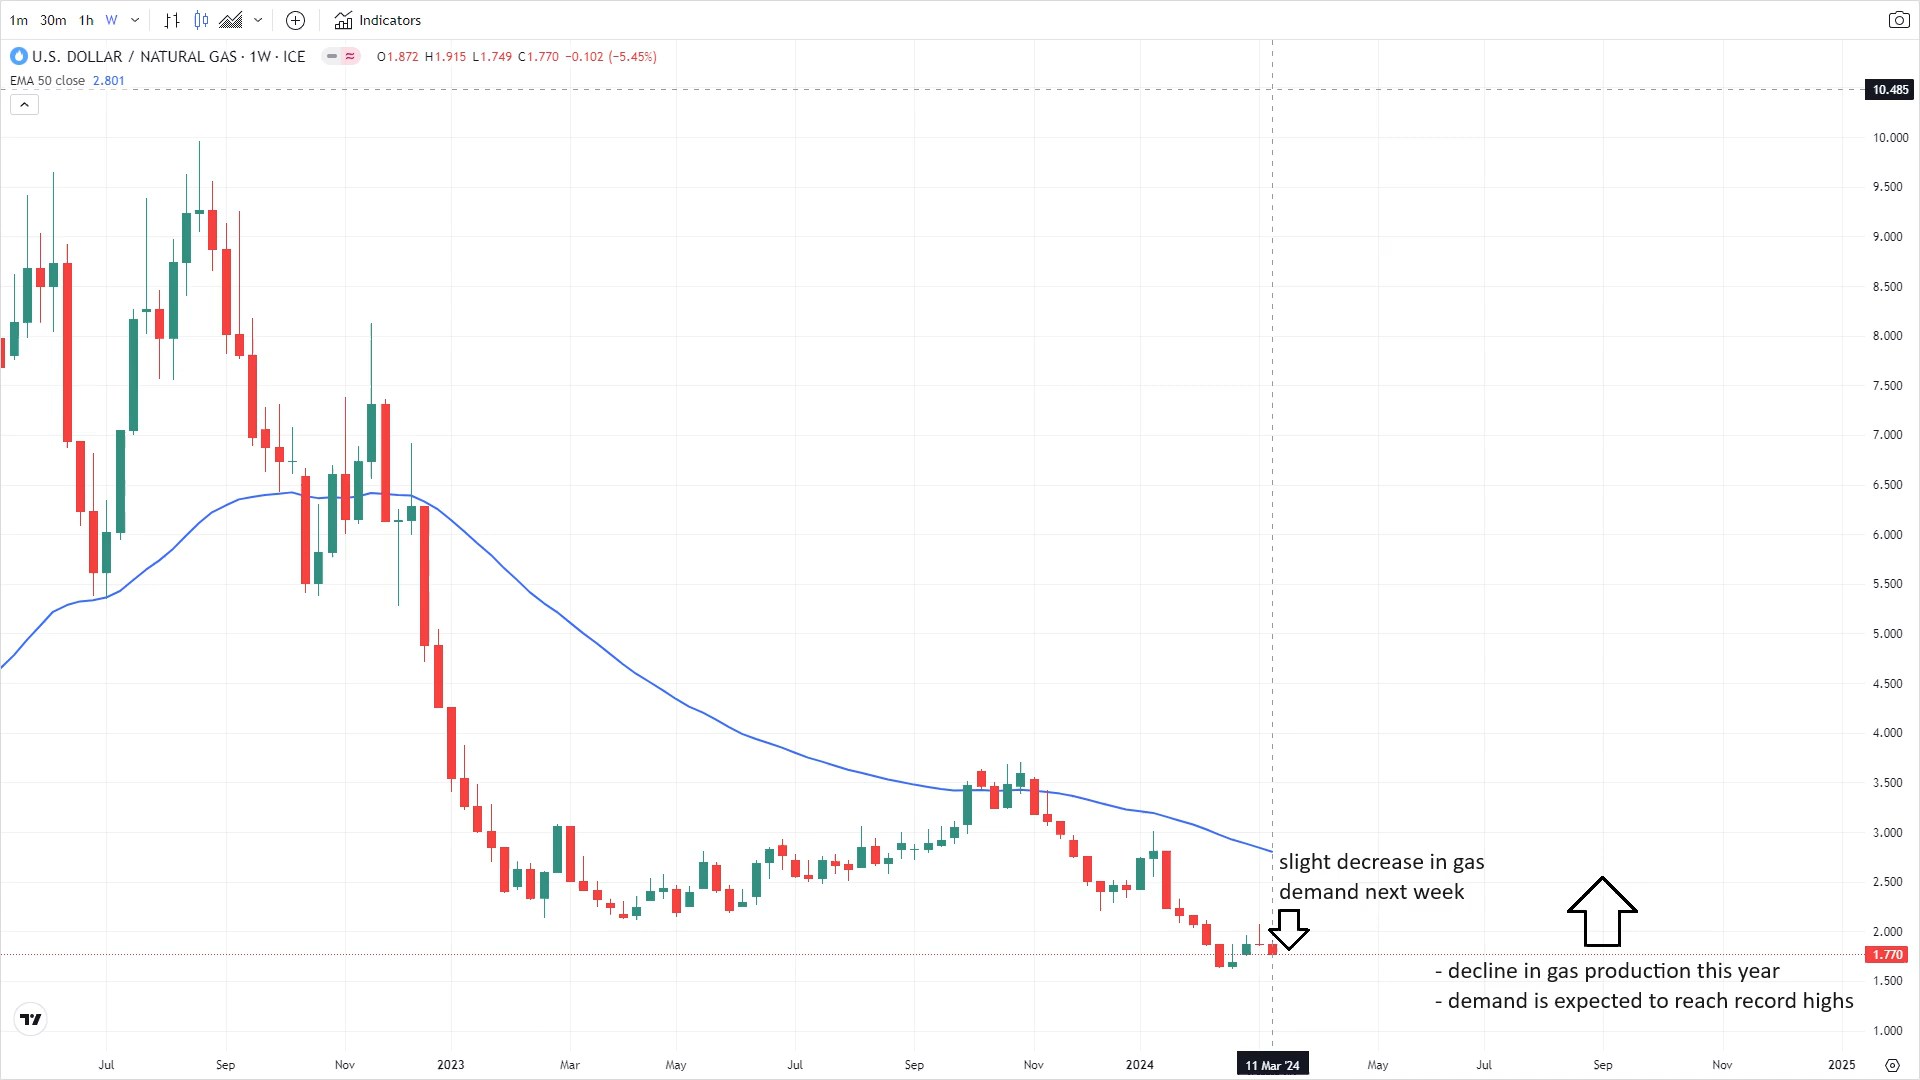 1m 30m 1h W Indicators
U.S. DOLLAR / NATURAL GAS · 1W · ICE O1.872 H1.915 L1.749 C1.770 −0.102 (−5.45%)
EMA 50 close 2.801
10.485
10.000
9.500
9.000
8.500
8.000
7.500
7.000
6.500
6.000
5.500
5.000
4.500
4.000
3.500
3.000
slight decrease in gas
demand next week
2.500
2.000
1.770
- decline in gas production this year
1.500
- demand is expected to reach record highs
1.000
Jul Sep Nov 2023 Mar May Jul Sep Nov 2024 11 Mar '24 May Jul Sep Nov 2025